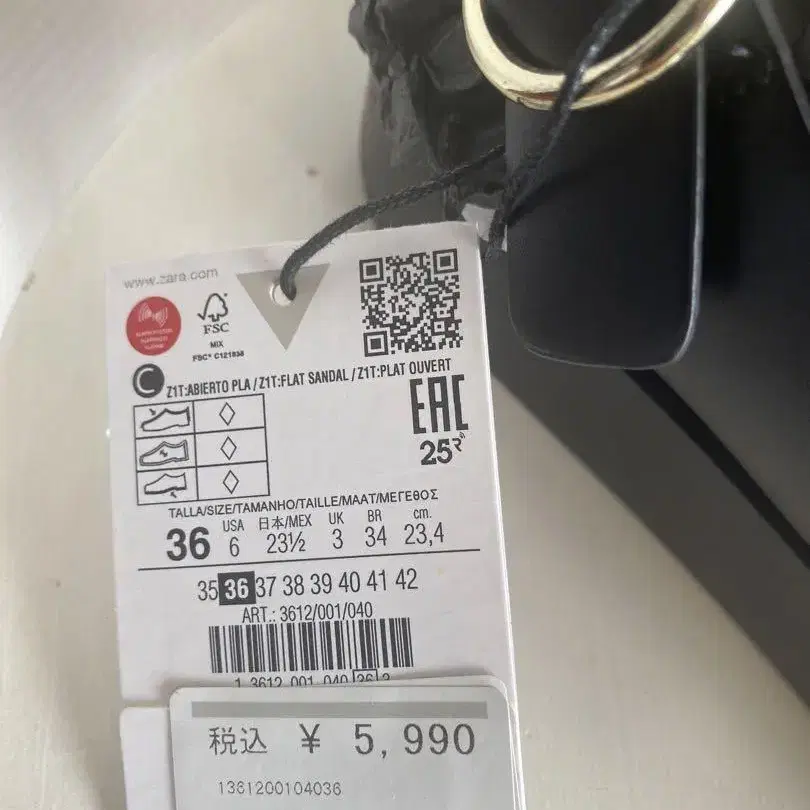 www.zara.com
FSC
MIX
FSC® C121838
C
Z1T:ABIERTO PLA / Z1T:FLAT SANDAL / Z1T:PLAT OUVERT
EAC
25
TALLA/SIZE/TAMANHO/TAILLE/MAAT/ΜΕΓΕΘΟΣ
USA 日本/MEX UK BR cm.
36 6 23½ 3 34 23,4
35 36 37 38 39 40 41 42
ART.: 3612/001/040
1 3612 001 040 36 2
税込 ¥ 5,990
1361200104036